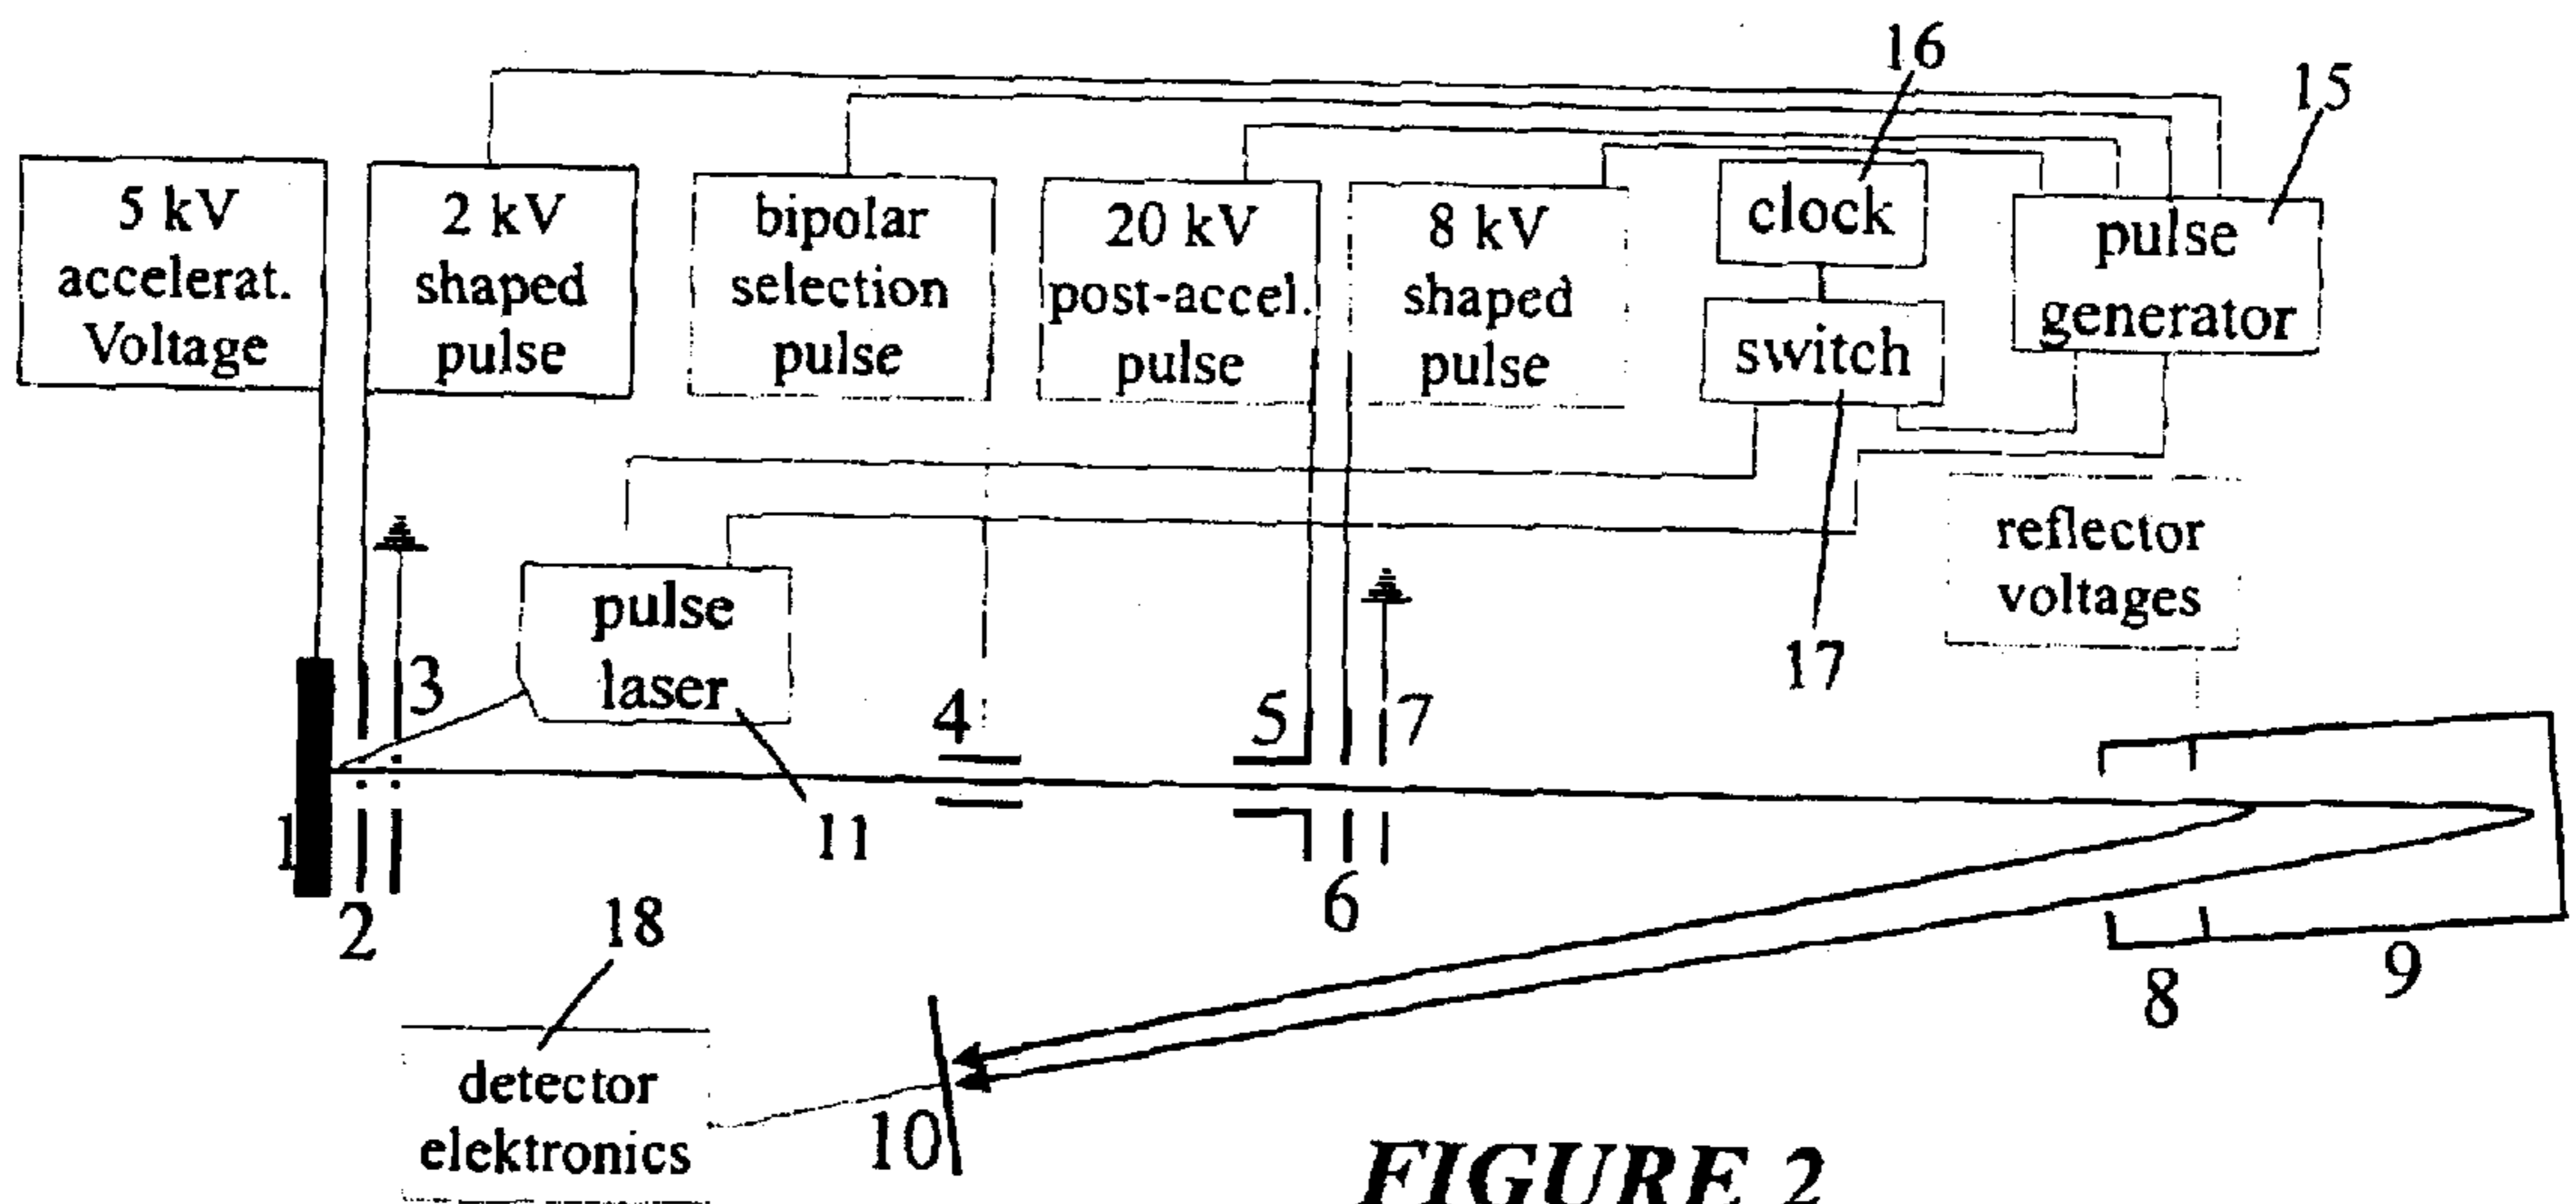 16
15
5 kV
accelerat.
Voltage
2 kV
shaped
pulse
bipolar
selection
pulse
20 kV
post-accel.
pulse
8 kV
shaped
pulse
clock
switch
pulse
generator
reflector
voltages
17
pulse
laser
3
4
5
7
11
1
2
6
18
8
9
detector
elektronics
10
FIGURE 2